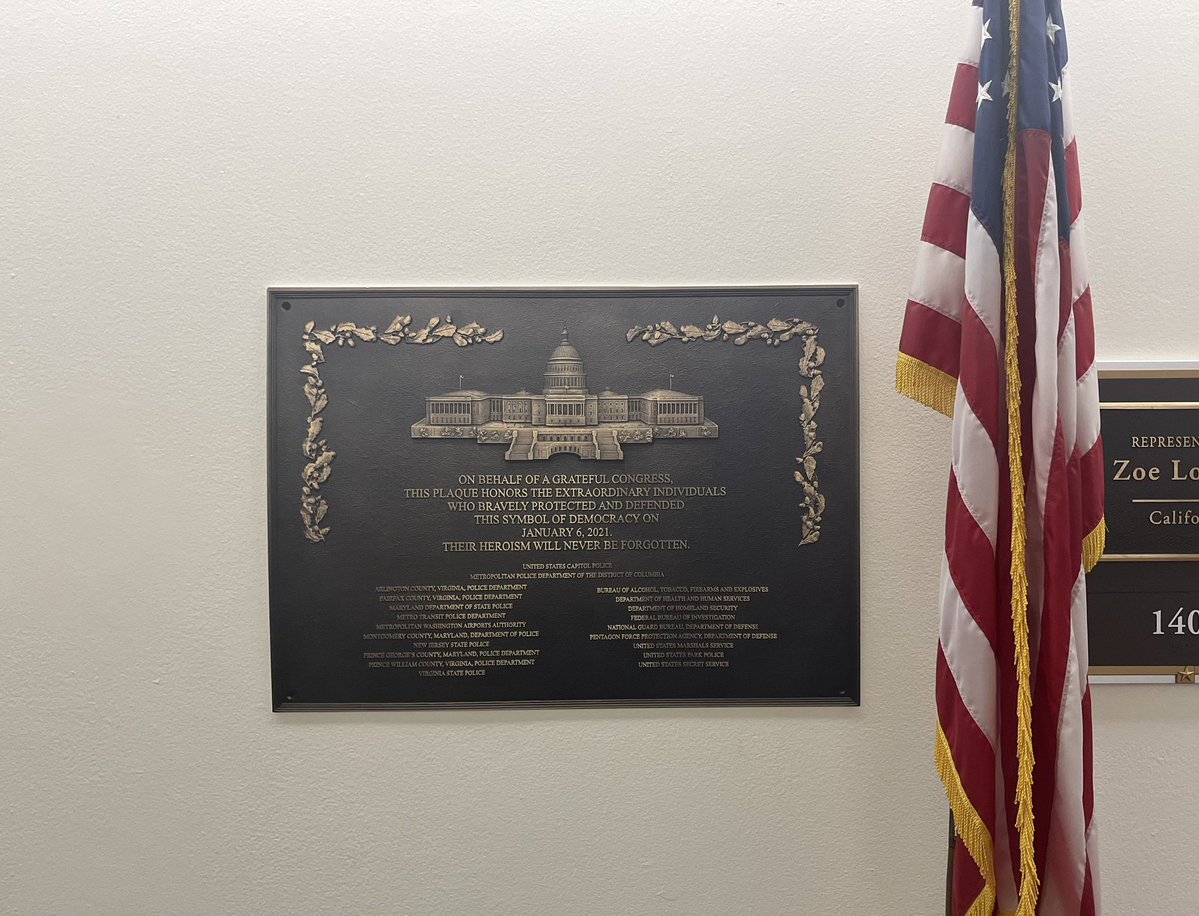 ON BEHALF OF A GRATEFUL CONGRESS,
THIS PLAQUE HONORS THE EXTRAORDINARY INDIVIDUALS
WHO BRAVELY PROTECTED AND DEFENDED
THIS SYMBOL OF DEMOCRACY ON
JANUARY 6, 2021.
THEIR HEROISM WILL NEVER BE FORGOTTEN.
UNITED STATES CAPITOL POLICE
METROPOLITAN POLICE DEPARTMENT OF THE DISTRICT OF COLUMBIA
ARLINGTON COUNTY, VIRGINIA, POLICE DEPARTMENT
FAIRFAX COUNTY, VIRGINIA, POLICE DEPARTMENT
MARYLAND DEPARTMENT OF STATE POLICE
METRO TRANSIT POLICE DEPARTMENT
METROPOLITAN WASHINGTON AIRPORTS AUTHORITY
MONTGOMERY COUNTY, MARYLAND, DEPARTMENT OF POLICE
NEW JERSEY STATE POLICE
PRINCE GEORGE'S COUNTY, MARYLAND, POLICE DEPARTMENT
PRINCE WILLIAM COUNTY, VIRGINIA, POLICE DEPARTMENT
VIRGINIA STATE POLICE
BUREAU OF ALCOHOL, TOBACCO, FIREARMS AND EXPLOSIVES
DEPARTMENT OF HEALTH AND HUMAN SERVICES
DEPARTMENT OF HOMELAND SECURITY
FEDERAL BUREAU OF INVESTIGATION
NATIONAL GUARD BUREAU, DEPARTMENT OF DEFENSE
PENTAGON FORCE PROTECTION AGENCY, DEPARTMENT OF DEFENSE
UNITED STATES MARSHALS SERVICE
UNITED STATES PARK POLICE
UNITED STATES SECRET SERVICE
REPRESEN
Zoe Lo
Califo
140